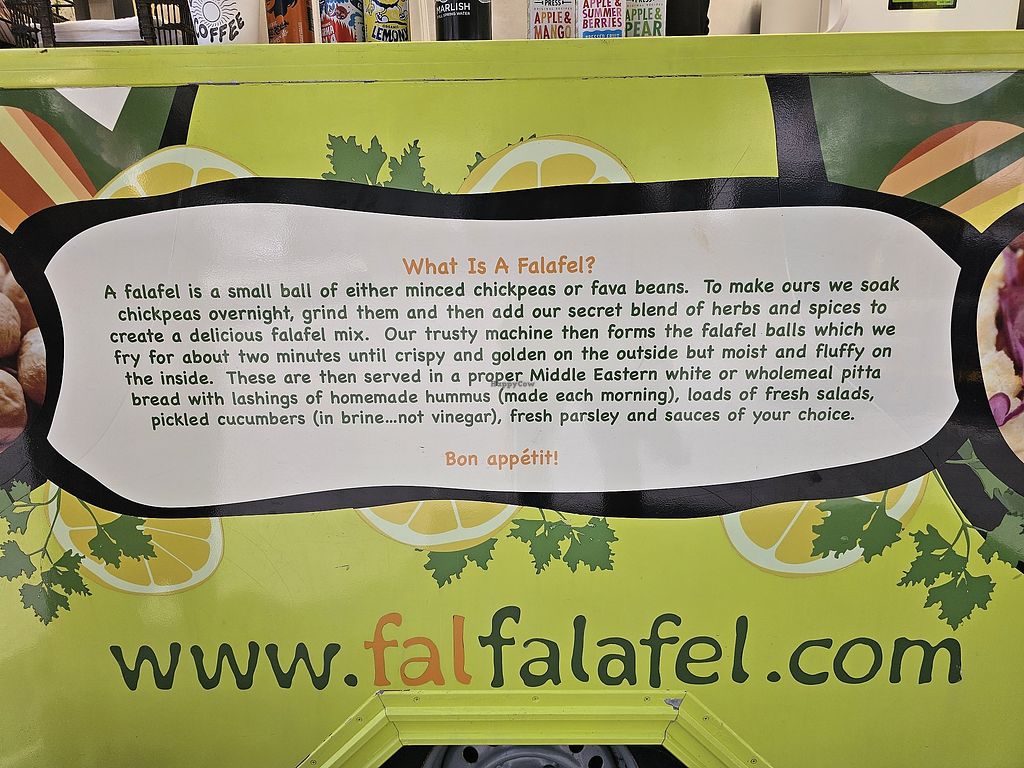 COFFEE
LEMON
MARLISH
SPRING WATER
PRESS
APPLE &
MANGO
APPLE &
SUMMER
BERRIES
APPLE &
PEAR
What Is A Falafel?
A falafel is a small ball of either minced chickpeas or fava beans. To make ours we soak
chickpeas overnight, grind them and then add our secret blend of herbs and spices to
create a delicious falafel mix. Our trusty machine then forms the falafel balls which we
fry for about two minutes until crispy and golden on the outside but moist and fluffy on
the inside. These are then served in a proper Middle Eastern white or wholemeal pitta
bread with lashings of homemade hummus (made each morning), loads of fresh salads,
pickled cucumbers (in brine...not vinegar), fresh parsley and sauces of your choice.
Bon appétit!
HappyCow
www.falfalafel.com